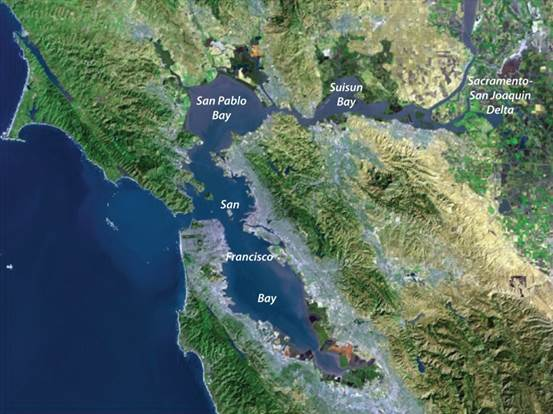 San Pablo
Bay
Suisun
Bay
Sacramento-
San Joaquin
Delta
San
Francisco
Bay